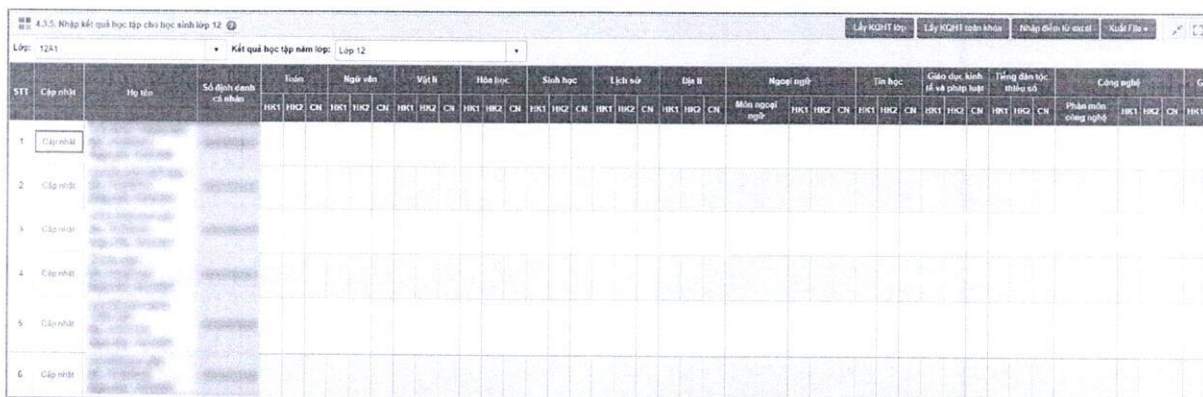 4.3.5. Nhập kết quả học tập cho học sinh lớp 12
Lấy KQHT lớp Lấy KQHT toàn khóa Nhập điểm từ excel Xuất File
Lớp: 12A1 Kết quả học tập năm lớp: Lớp 12
STT Cập nhật Họ tên Số định danh cá nhân Toán Ngữ văn Vật lí Hóa học Sinh học Lịch sử Địa lí Ngoại ngữ Tin học Giáo dục kinh tế và pháp luật Tiếng dân tộc thiểu số Công nghệ G
HK1 HK2 CN HK1 HK2 CN HK1 HK2 CN HK1 HK2 CN HK1 HK2 CN HK1 HK2 CN HK1 HK2 CN Môn ngoại ngữ HK1 HK2 CN HK1 HK2 CN HK1 HK2 CN HK1 HK2 CN Phân môn công nghệ HK1 HK2 CN HK1
1 Cập nhật
2 Cập nhật
3 Cập nhật
4 Cập nhật
5 Cập nhật
6 Cập nhật